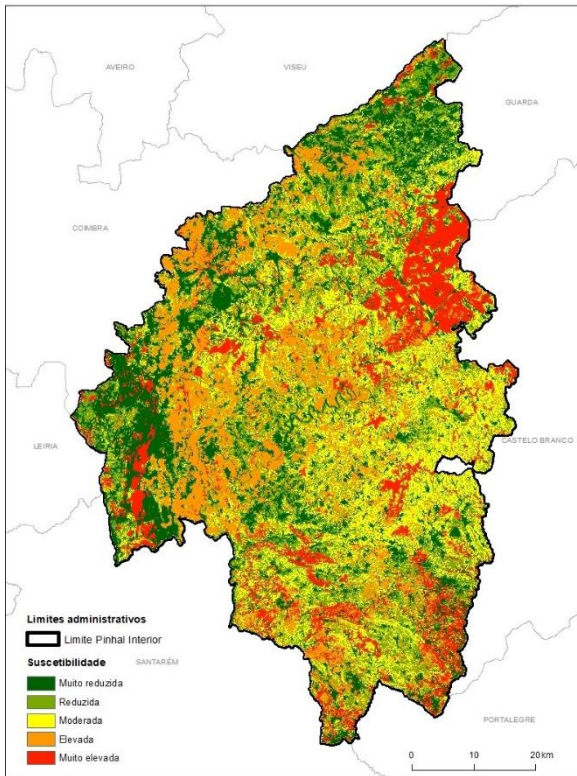 AVEIRO
VISEU
GUARDA
COIMBRA
LEIRIA
CASTELO BRANCO
SANTARÉM
PORTALEGRE
Limites administrativos
Limite Pinhal Interior
Suscetibilidade
Muito reduzida
Reduzida
Moderada
Elevada
Muito elevada
0 10 20 km